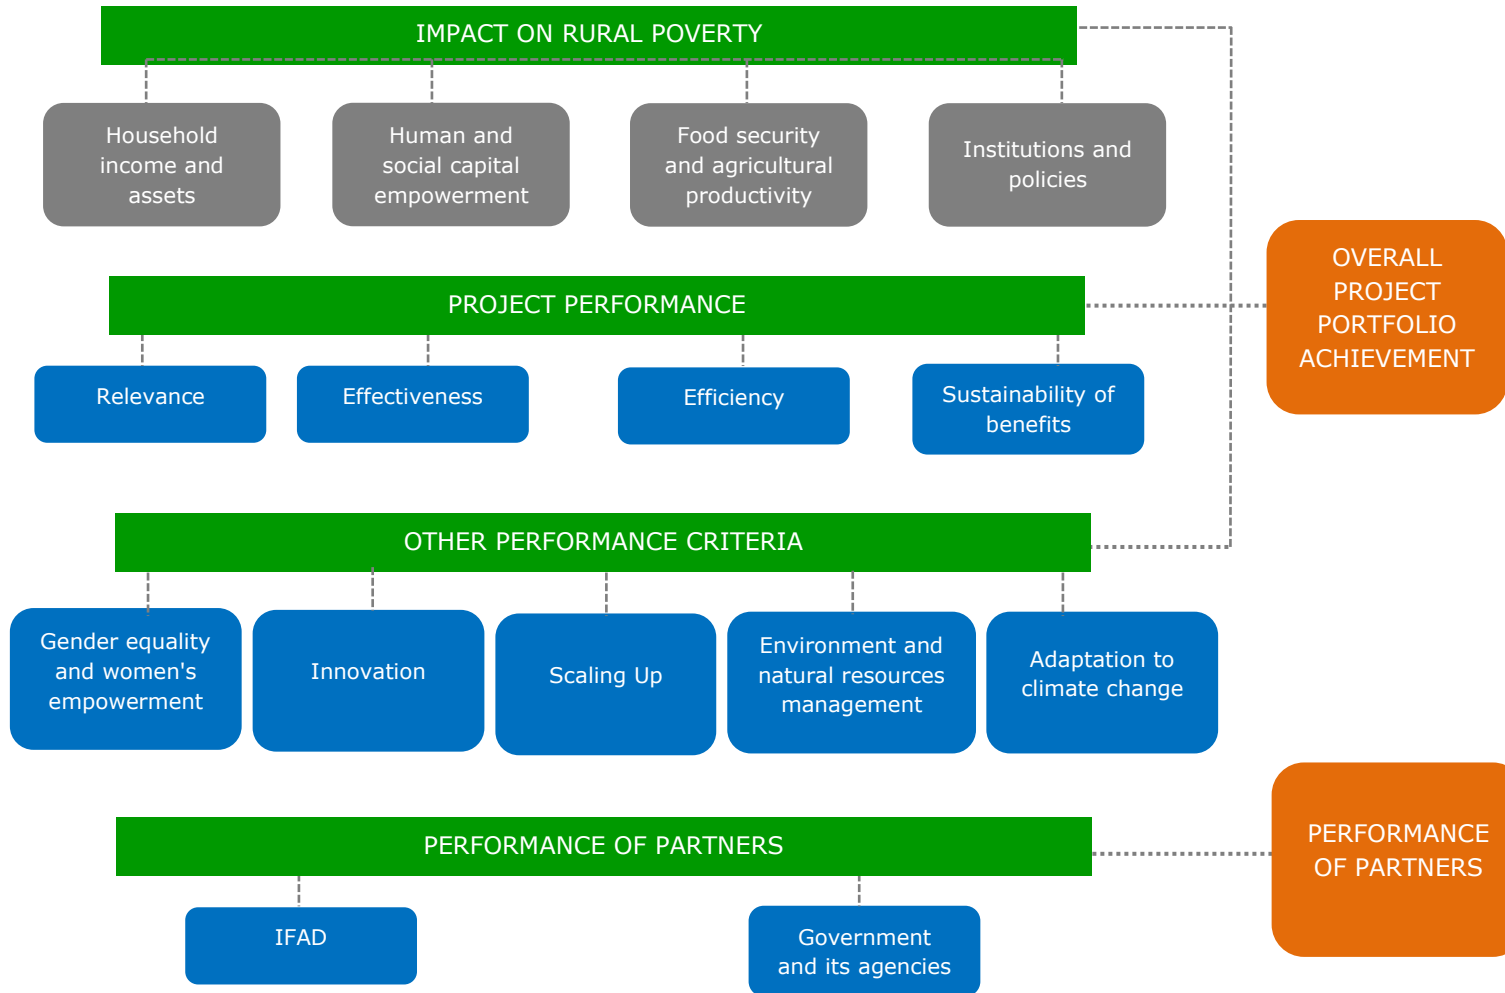 IMPACT ON RURAL POVERTY
Household
income and
assets
Human and
social capital
empowerment
Food security
and agricultural
productivity
Institutions and
policies
OVERALL
PROJECT
PORTFOLIO
ACHIEVEMENT
PROJECT PERFORMANCE
Relevance
Effectiveness
Efficiency
Sustainability of
benefits
OTHER PERFORMANCE CRITERIA
Gender equality
and women's
empowerment
Innovation
Scaling Up
Environment and
natural resources
management
Adaptation to
climate change
PERFORMANCE OF PARTNERS
PERFORMANCE
OF PARTNERS
IFAD
Government
and its agencies